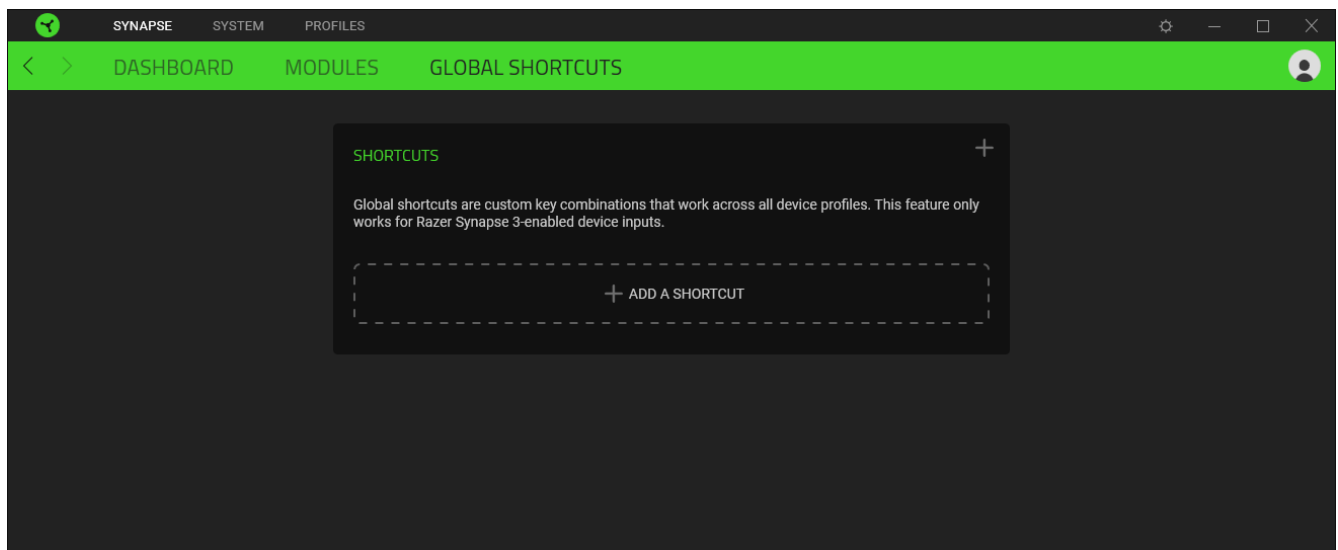 SYNAPSE SYSTEM PROFILES
DASHBOARD MODULES GLOBAL SHORTCUTS
SHORTCUTS
Global shortcuts are custom key combinations that work across all device profiles. This feature only
works for Razer Synapse 3-enabled device inputs.
ADD A SHORTCUT